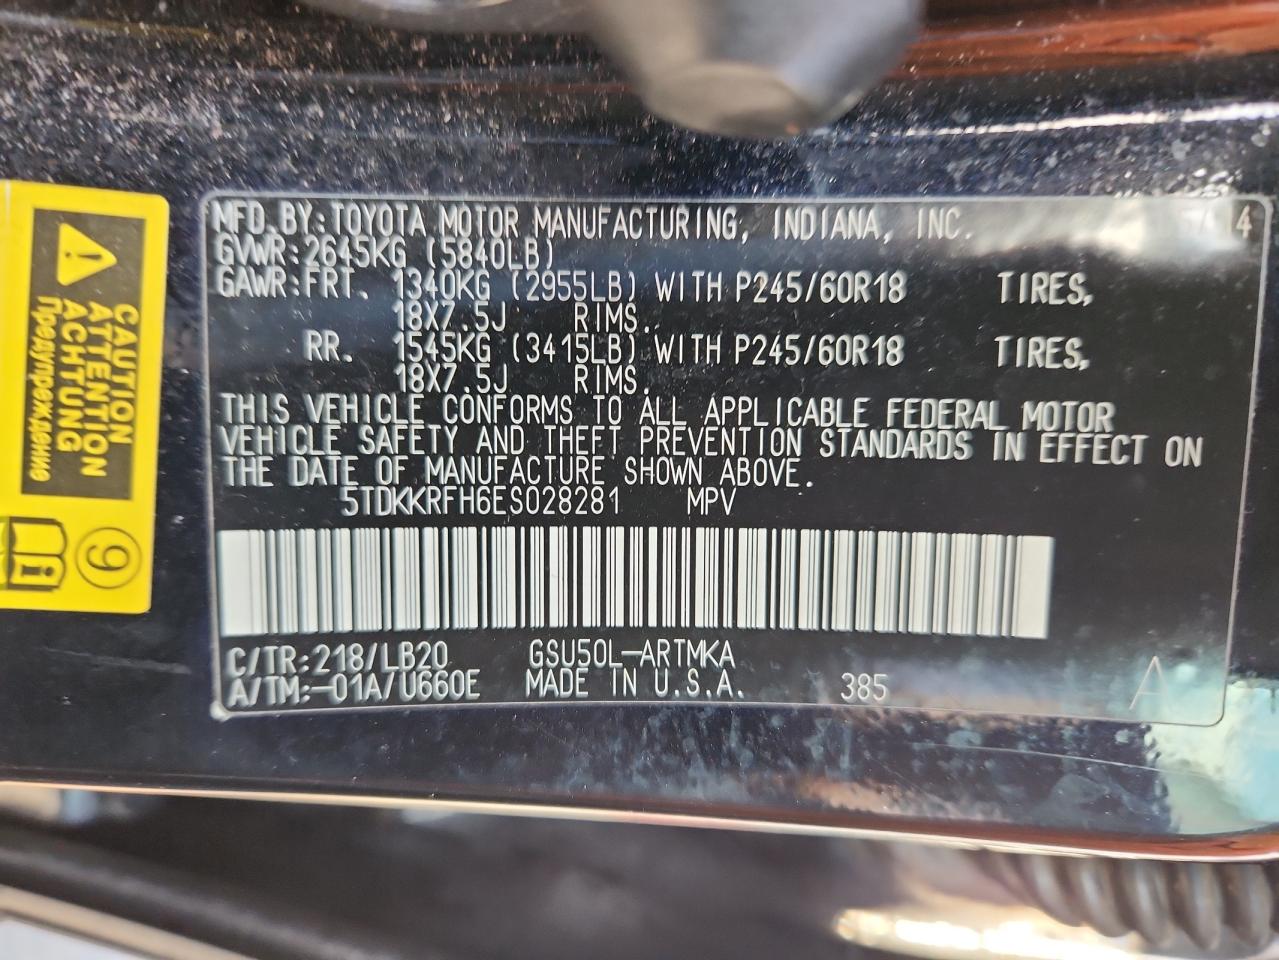 MFD.BY:TOYOTA MOTOR MANUFACTURING, INDIANA, INC.
GVWR:2645KG (5840LB)
GAWR:FRT. 1340KG (2955LB) WITH P245/60R18 TIRES,
18X7.5J RIMS.
RR. 1545KG (3415LB) WITH P245/60R18 TIRES,
18X7.5J RIMS.
THIS VEHICLE CONFORMS TO ALL APPLICABLE FEDERAL MOTOR
VEHICLE SAFETY AND THEFT PREVENTION STANDARDS IN EFFECT ON
THE DATE OF MANUFACTURE SHOWN ABOVE.
5TDKKRFH6ES028281 MPV
C/TR:218/LB20 GSU50L-ARTMKA
A/TM:-01A/U660E MADE IN U.S.A. 385 A
CAUTION
ATTENTION
ACHTUNG
Предупреждение
9
i